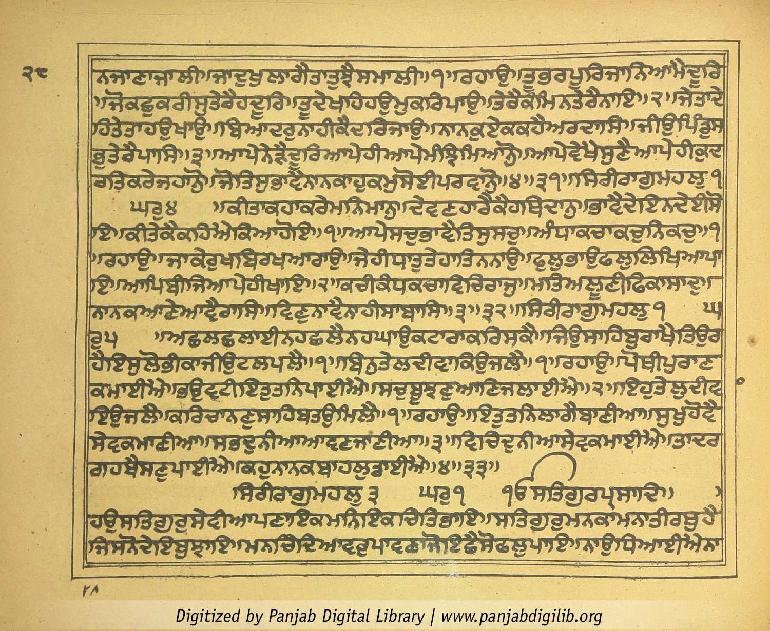 ੨੮
ਨਜਾਣਾਜਾਲੀ॥ਜਾਦੁਖੁਲਾਗੈਤਾਤੁਝੈਸਮਾਲੀ॥੧॥ਰਹਾਉ॥ਤੂਭਰਪੂਰਿਜਾਨਿਆਮੈਦੂਰਿ
॥ਜੋਕਛੁਕਰੀਸੁਤੇਰੈਹਦੂਰਿ॥ਤੂਦੇਖਹਿਹਉਮੁਕਰਿਪਾਉ॥ਤੇਰੈਕੰਮਿਨਤੇਰੈਨਾਇ॥੨॥ਜੇਤਾਦੇ
ਹਿਤੇਤਾਹਉਖਾਉ॥ਬਿਆਦਰੁਨਾਹੀਕੈਦਰਿਜਾਉ॥ਨਾਨਕੁਏਕਕਹੈਅਰਦਾਸਿ॥ਜੀਉਪਿੰਡੁਸ
ਭੁਤੇਰੈਪਾਸਿ॥੩॥ਆਪੇਨੇੜੈਦੂਰਿਆਪੇਹੀਆਪੇਮੰਝਿਮਿਆਨੋ॥ਆਪੇਵੇਖੈਸੁਣੈਆਪੇਹੀਕੁਦ
ਰਤਿਕਰੇਜਹਾਨੋ॥ਜੋਤਿਸੁਭਾਵੈਨਾਨਕਾਹੁਕਮੁਸੋਈਪਰਵਾਨੋ॥੪॥੩੧॥ਸਿਰੀਰਾਗੁਮਹਲੁ੧
ਘਰੁ੪ ॥ਕੀਤਾਕਹਾਕਰੇਮਨਿਮਾਨੁ॥ਦੇਵਣਹਾਰੈਕੈਹਥਿਦਾਨੁ॥ਭਾਵੈਦੇਇਨਦੇਈਸੋ
ਇ॥ਕੀਤੇਕੈਕਹਿਐਕਿਆਹੋਇ॥੧॥ਆਪੇਸਚੁਭਾਵੈਤਿਸੁਸਚੁ॥ਅੰਧਾਕਚਾਕਚੁਨਿਕਚੁ॥੧
॥ਰਹਾਉ॥ਜਾਕੇਰੁਖਬਿਰਖਆਰਾਉ॥ਜੇਹੀਧਾਤੁਤੇਹਾਤਿਨਨਾਉ॥ਫੁਲੁਭਾਉਫਲੁਲਿਖਿਆਪਾ
ਇ॥ਆਪਿਬੀਜਿਆਪੇਹੀਖਾਇ॥੨॥ਕਚੀਕੰਧਕਚਾਵਿਚਿਰਾਜੁ॥ਮਤਿਅਲੂਣੀਫਿਕਾਸਾਦੁ॥
ਨਾਨਕਆਣੇਆਵੈਰਾਸਿ॥ਵਿਣੁਨਾਵੈਨਾਹੀਸਾਬਾਸਿ॥੩॥੩੨॥ਸਿਰੀਰਾਗੁਮਹਲੁ੧ ਘ
ਰੁ੫ ॥ਅਛਲਛਲਾਈਨਹਛਲੈਨਹਘਾਉਕਟਾਰਾਕਰਿਸਕੈ॥ਜਿਉਸਾਹਿਬੁਰਾਖੈਤਿਉਰ
ਹੈਇਸੁਲੋਭੀਕਾਜੀਉਟਲਪਲੈ॥੧॥ਬਿਨੁਤੇਲਦੀਵਾਕਿਉਜਲੈ॥੧॥ਰਹਾਉ॥ਪੋਥੀਪੁਰਾਣ
ਕਮਾਈਐ॥ਭਉਵਟੀਇਤੁਤਨਿਪਾਈਐ॥ਸਚੁਬੂਝਣੁਆਣਿਜਲਾਈਐ॥੨॥ਇਹੁਤੇਲੁਦੀਵਾ
ਇਉਜਲੈ॥ਕਰਿਚਾਨਣੁਸਾਹਿਬਤਉਮਿਲੈ॥੧॥ਰਹਾਉ॥ਇਤੁਤਨਿਲਾਗੈਬਾਣੀਆ॥ਸੁਖੁਹੋਵੈ
ਸੇਵਕਮਾਣੀਆ॥ਸਭਦੁਨੀਆਆਵਣਜਾਣੀਆ॥੩॥ਵਿਚਿਦੁਨੀਆਸੇਵਕਮਾਈਐ॥ਤਾਦਰ
ਗਹਬੈਸਣੁਪਾਈਐ॥ਕਹੁਨਾਨਕਬਾਹਲੁਡਾਈਐ॥੪॥੩੩॥
ਸਿਰੀਰਾਗੁਮਹਲੁ੩ ਘਰੁ੧ ੴਸਤਿਗੁਰਪ੍ਰਸਾਦਿ॥
ਹਉਸਤਿਗੁਰੁਸੇਵੀਆਪਣਾਇਕਮਨਿਇਕਚਿਤਿਭਾਇ॥ਸਤਿਗੁਰੁਮਨਕਾਮਨਾਤੀਰਥੁਹੈ
ਜਿਸਨੋਦੇਇਬੁਝਾਇ॥ਮਨਚਿੰਦਿਆਵਰੁਪਾਵਣਾਜੋਇਛੈਸੋਫਲੁਪਾਇ॥ਨਾਉਧਿਆਈਐਨਾ
Digitized by Panjab Digital Library | www.panjabdigilib.org